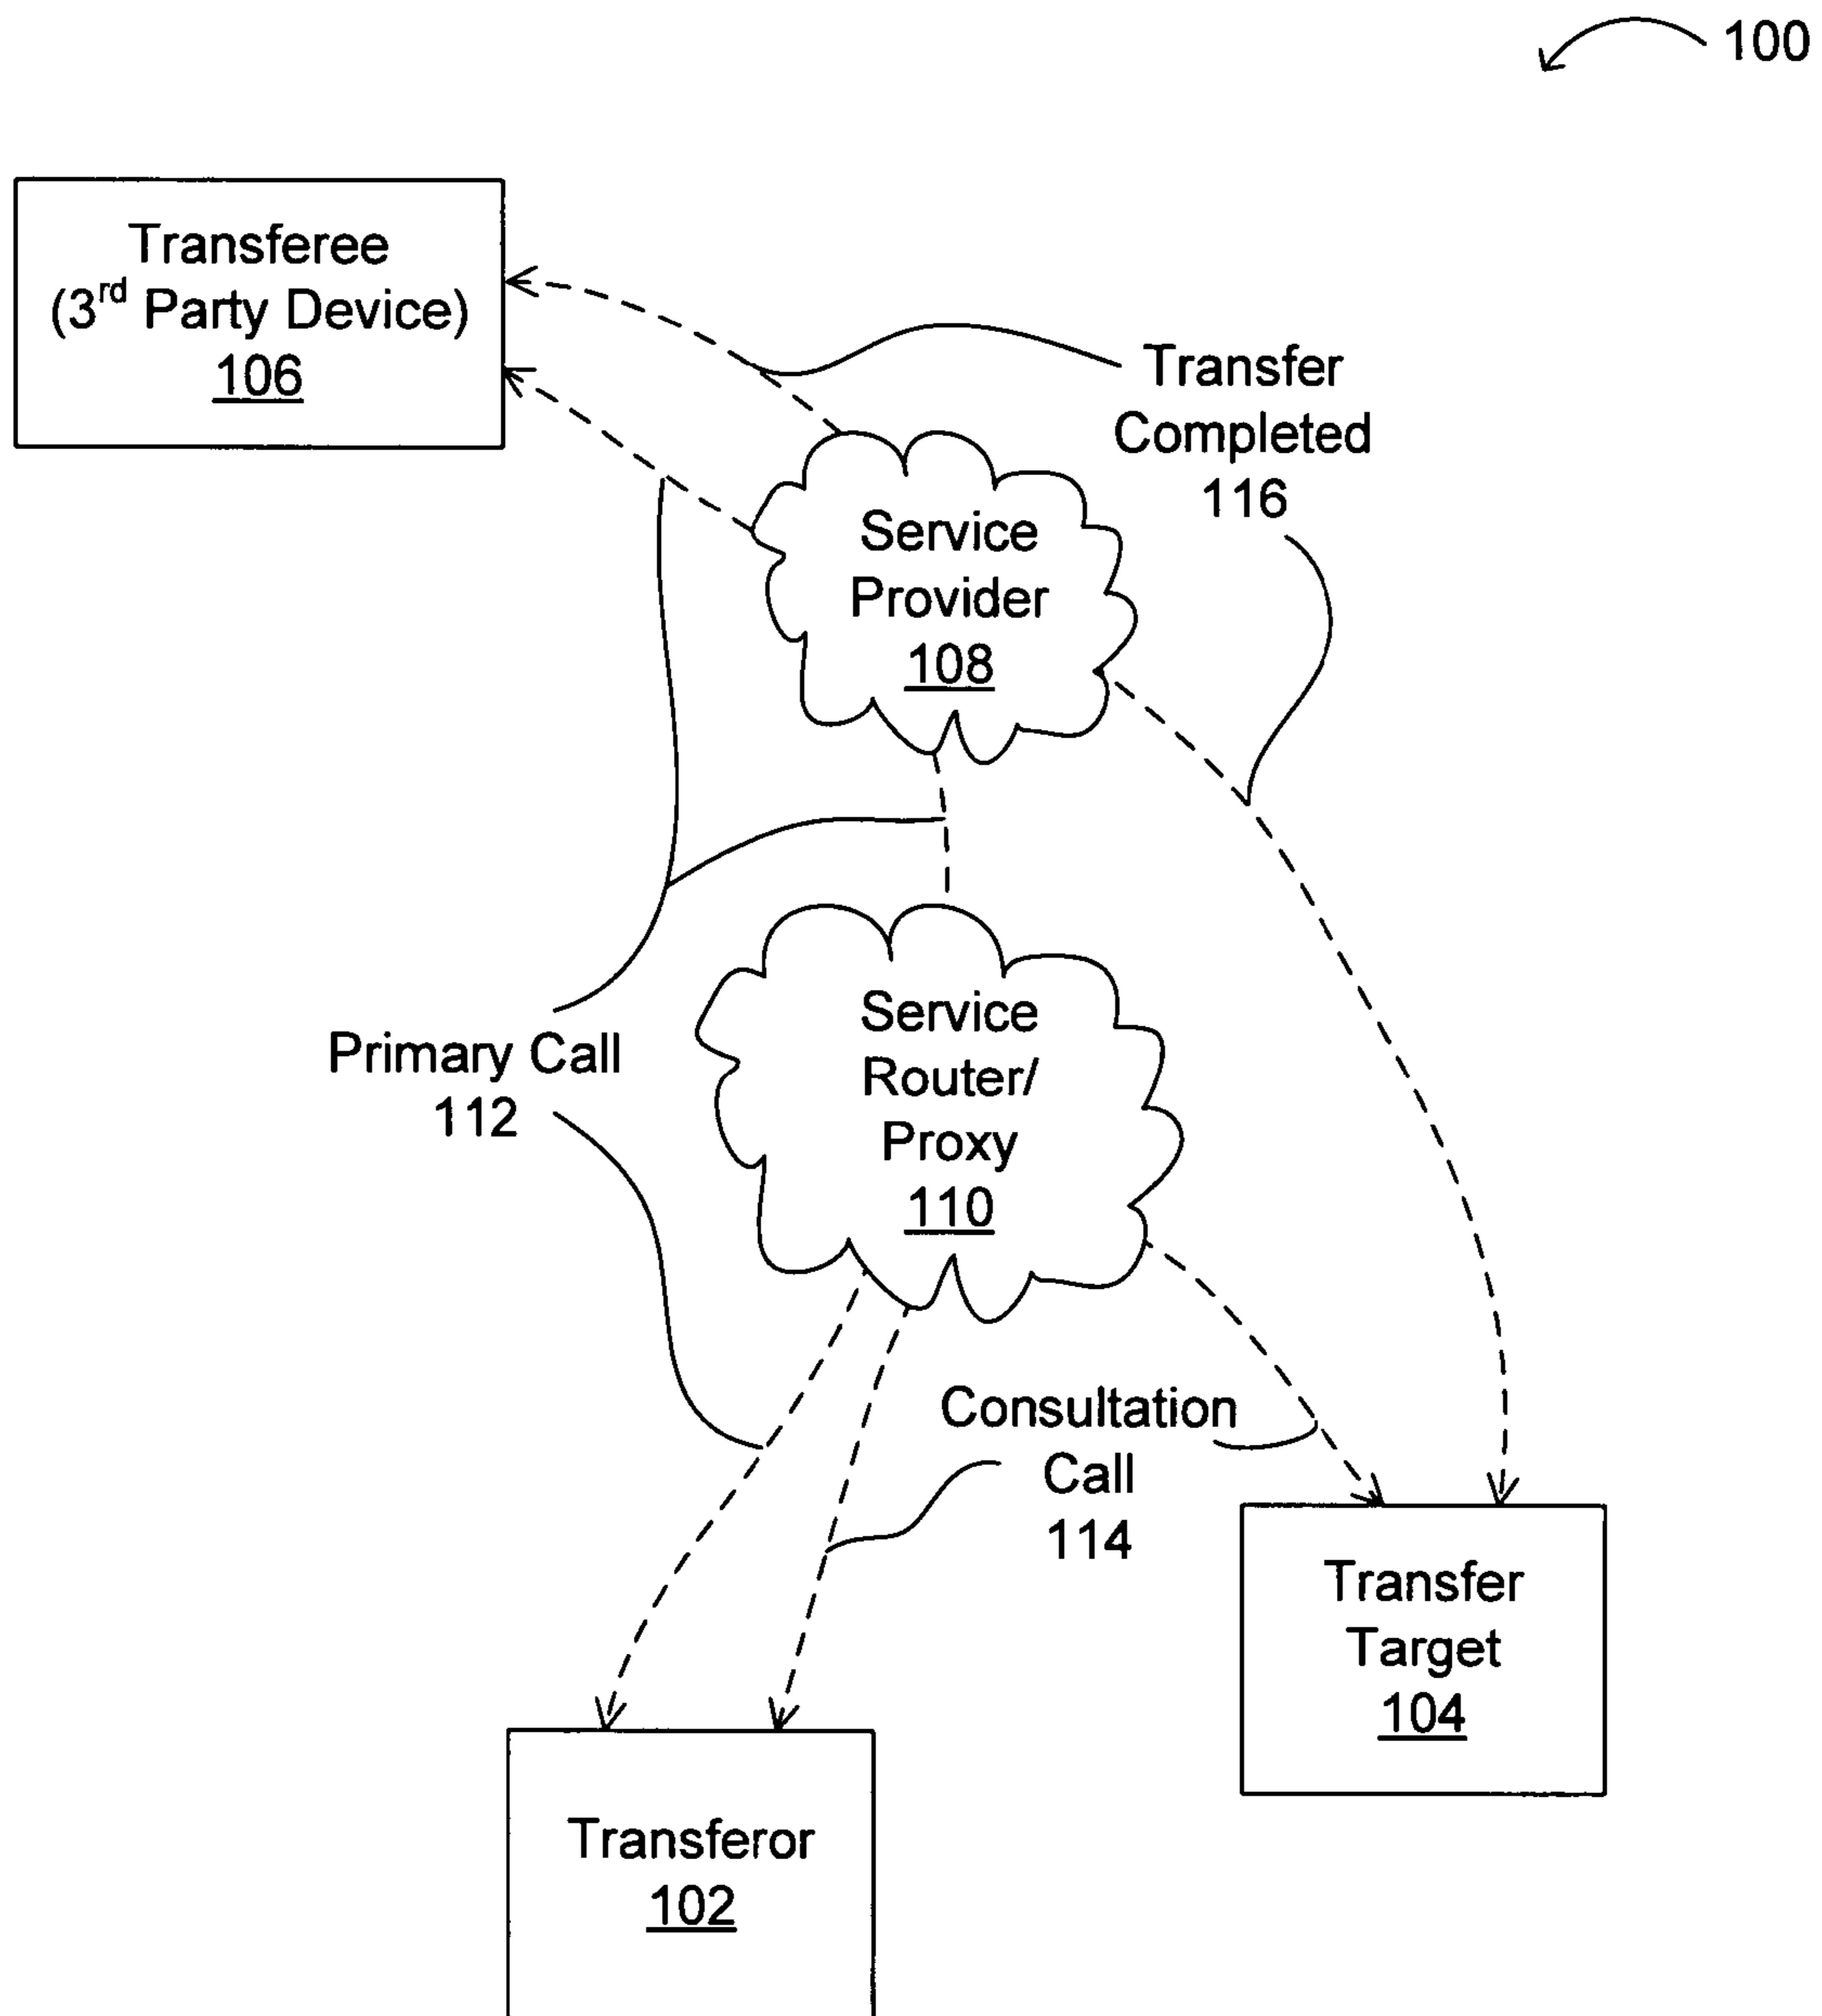 100
Transferee
(3rd Party Device)
106
Transfer
Completed
116
Service
Provider
108
Primary Call
112
Service
Router/
Proxy
110
Consultation
Call
114
Transfer
Target
104
Transferor
102